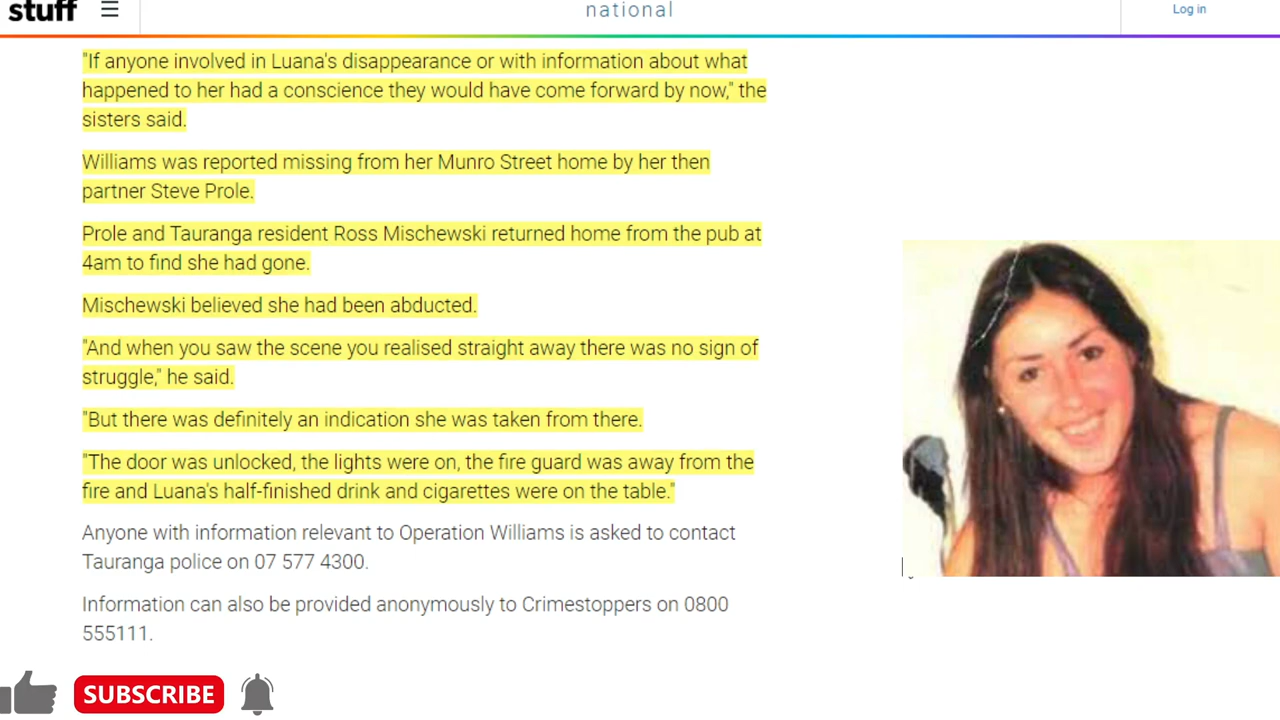 stuff
national
Log in
"If anyone involved in Luana's disappearance or with information about what
happened to her had a conscience they would have come forward by now," the
sisters said.
Williams was reported missing from her Munro Street home by her then
partner Steve Prole.
Prole and Tauranga resident Ross Mischewski returned home from the pub at
4am to find she had gone.
Mischewski believed she had been abducted.
"And when you saw the scene you realised straight away there was no sign of
struggle," he said.
"But there was definitely an indication she was taken from there.
"The door was unlocked, the lights were on, the fire guard was away from the
fire and Luana's half-finished drink and cigarettes were on the table."
Anyone with information relevant to Operation Williams is asked to contact
Tauranga police on 07 577 4300.
Information can also be provided anonymously to Crimestoppers on 0800
555111.
SUBSCRIBE